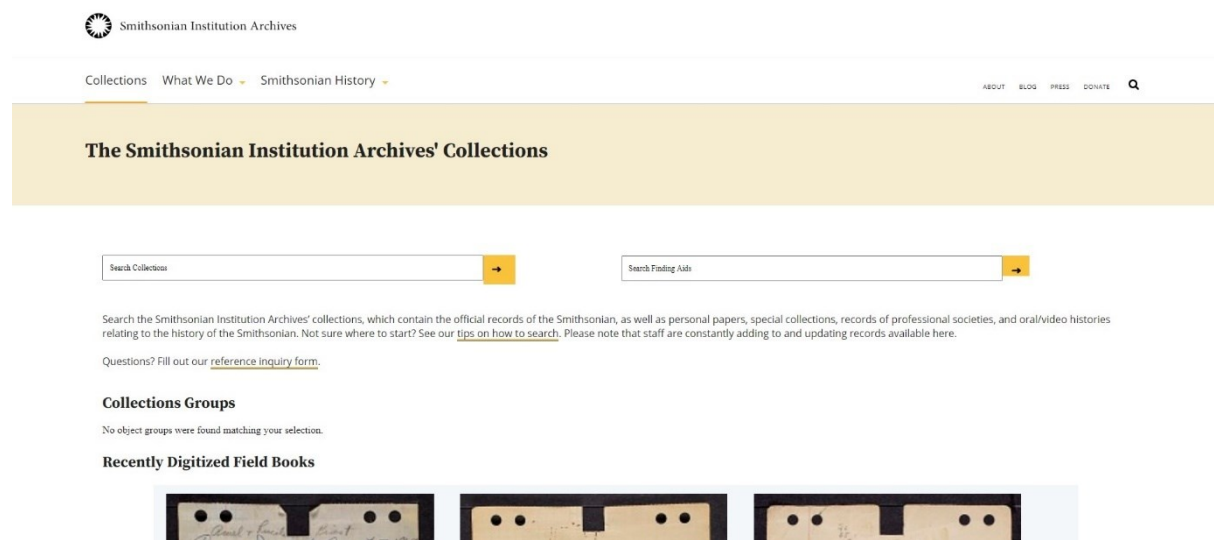 Smithsonian Institution Archives
Collections What We Do Smithsonian History
ABOUT BLOG PRESS DONATE
The Smithsonian Institution Archives' Collections
Search Collections
Search Finding Aids
Search the Smithsonian Institution Archives' collections, which contain the official records of the Smithsonian, as well as personal papers, special collections, records of professional societies, and oral/video histories
relating to the history of the Smithsonian. Not sure where to start? See our tips on how to search. Please note that staff are constantly adding to and updating records available here.
Questions? Fill out our reference inquiry form.
Collections Groups
No object groups were found matching your selection.
Recently Digitized Field Books